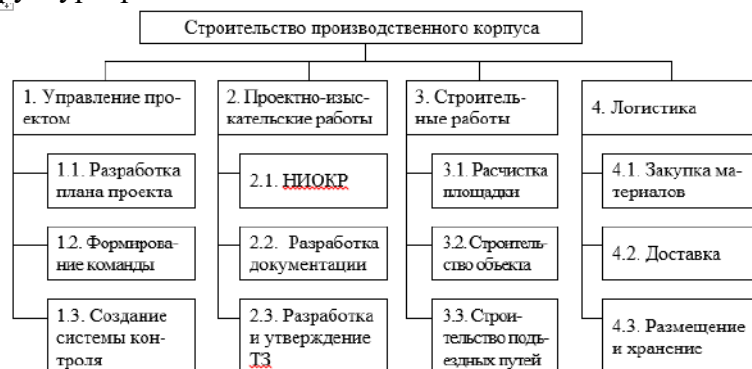 Строительство производственного корпуса
1. Управление про-
ектом
2. Проектно-изыс-
кательские работы
3. Строитель-
ные работы
4. Логистика
1.1. Разработка
плана проекта
2.1. НИОКР
3.1. Расчистка
площадки
4.1. Закупка ма-
териалов
1.2. Формирова-
ние команды
2.2. Разработка
документации
3.2. Строитель-
ство объекта
4.2. Доставка
1.3. Создание
системы кон-
троля
2.3. Разработка
и утверждение
ТЗ
3.3. Строи-
тельство подъ-
ездных путей
4.3. Размещение
и хранение